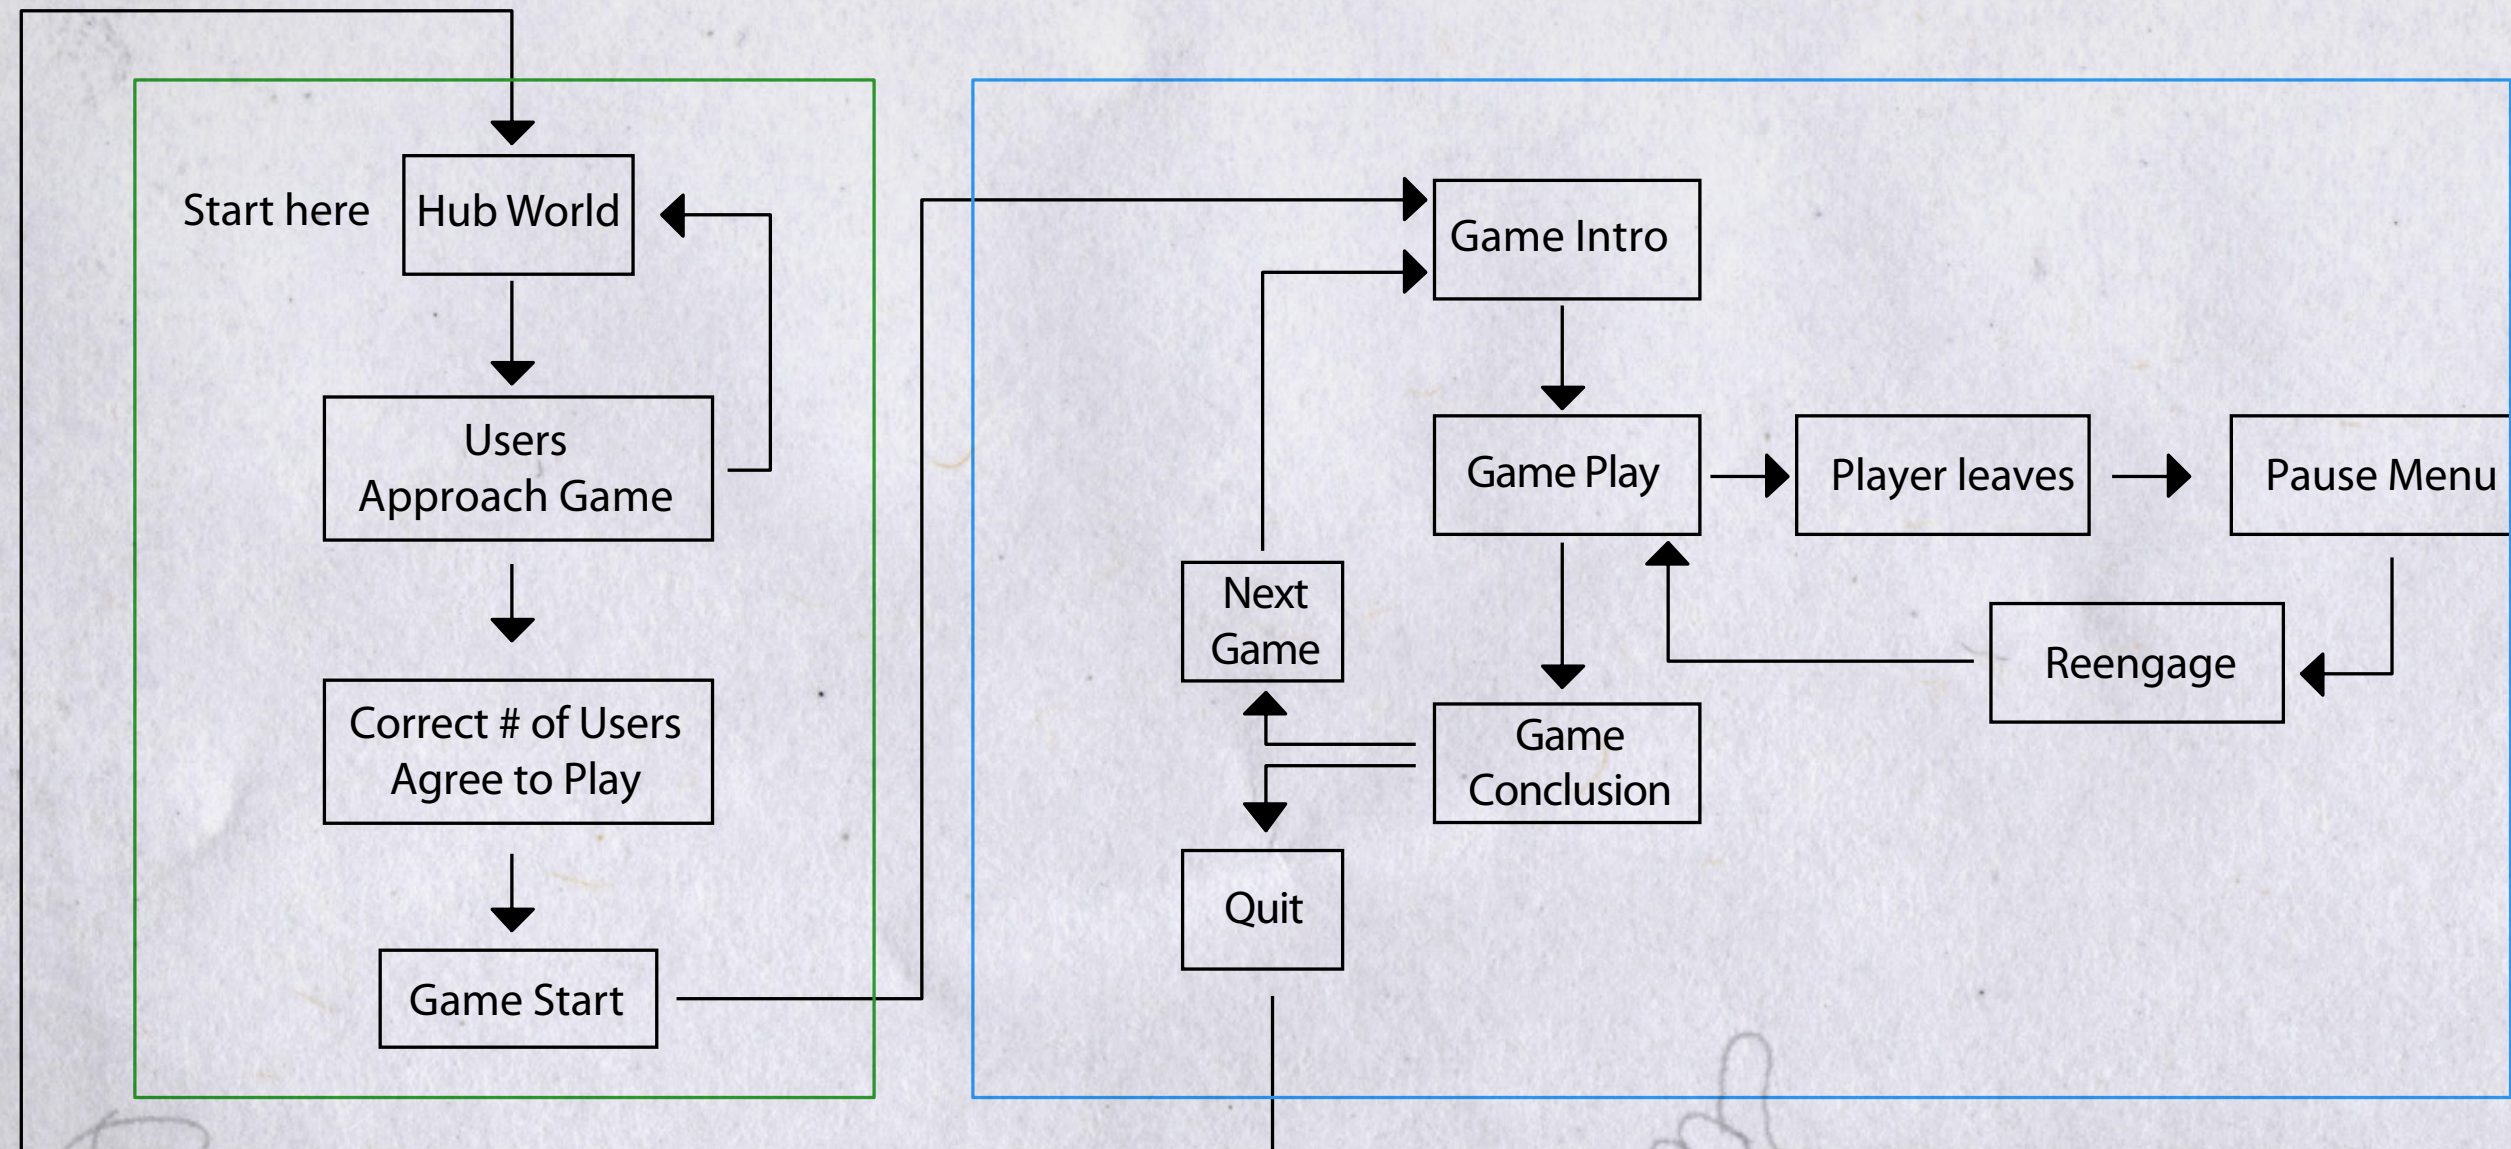 Start here
Hub World
Users
Approach Game
Correct # of Users
Agree to Play
Game Start
Game Intro
Game Play
Player leaves
Pause Menu
Reengage
Next
Game
Game
Conclusion
Quit